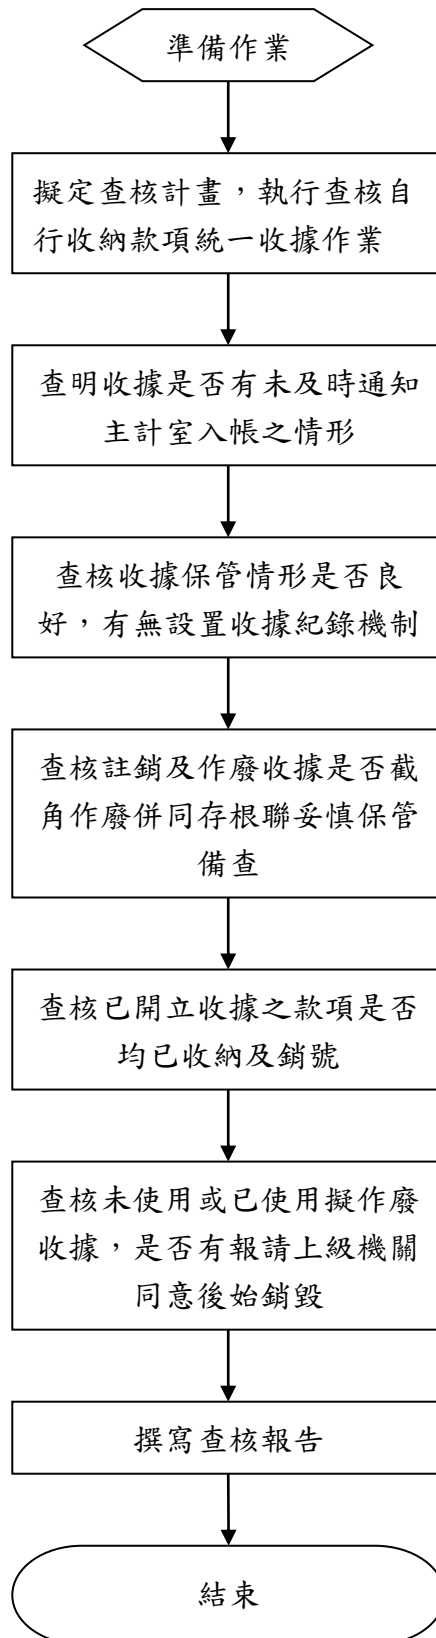 準備作業
擬定查核計畫，執行查核自
行收納款項統一收據作業
查明收據是否有未及時通知
主計室入帳之情形
查核收據保管情形是否良
好，有無設置收據紀錄機制
查核註銷及作廢收據是否截
角作廢併同存根聯妥慎保管
備查
查核已開立收據之款項是否
均已收納及銷號
查核未使用或已使用擬作廢
收據，是否有報請上級機關
同意後始銷毀
撰寫查核報告
結束